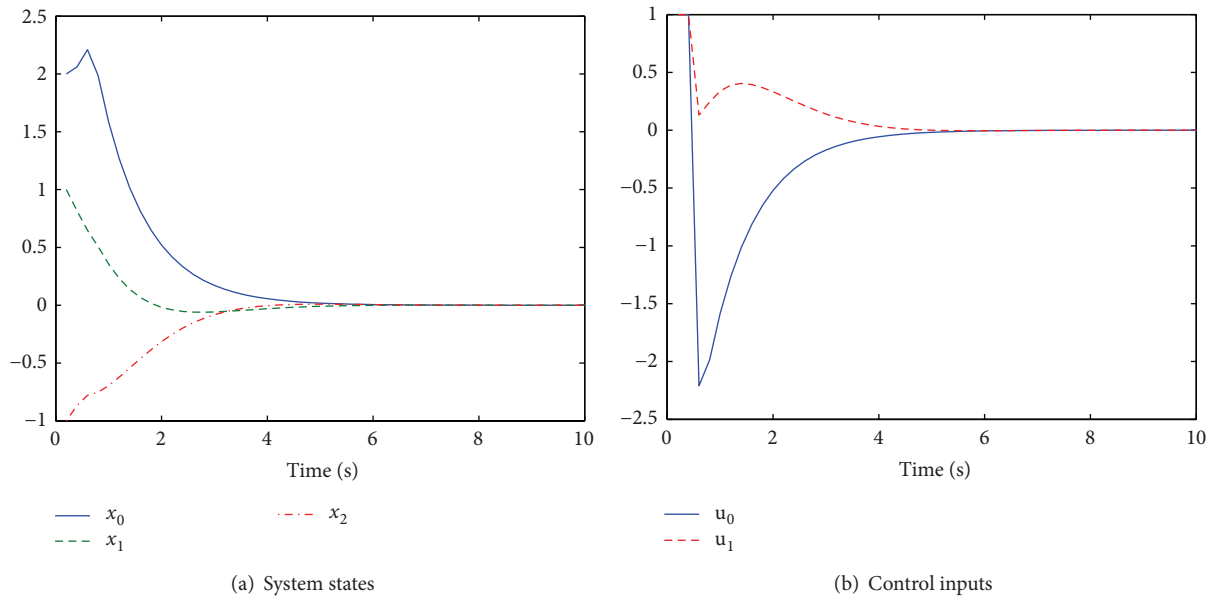 2.5
2
1.5
1
0.5
0
−0.5
−1
0 2 4 6 8 10
Time (s)
x0
x1
x2
(a) System states
1
0.5
0
−0.5
−1
−1.5
−2
−2.5
0 2 4 6 8 10
Time (s)
u0
u1
(b) Control inputs